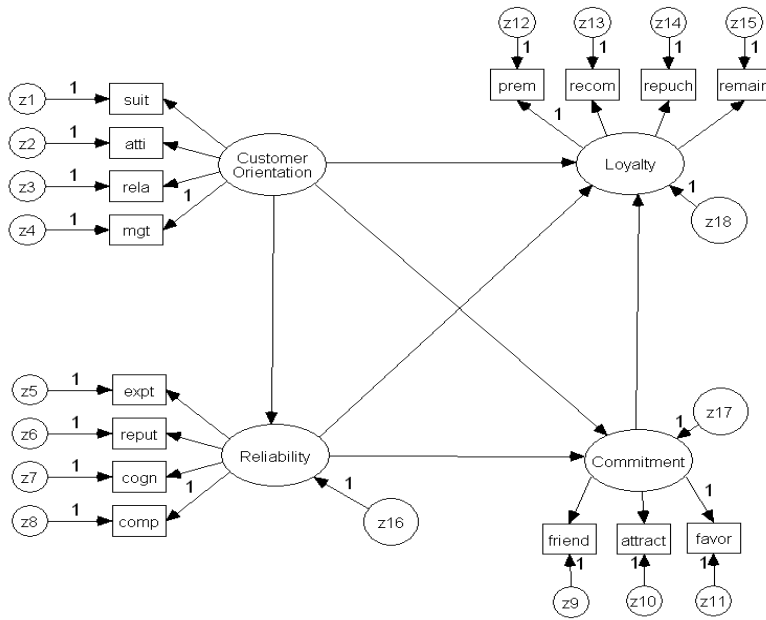 z12 z13 z14 z15
1 1 1 1
prem recom repuch remain
1
z1 1 suit
z2 1 atti
z3 1 rela
z4 1 mgt
1
Customer
Orientation
Loyalty
1
z18
z5 1 expt
z6 1 reput
z7 1 cogn
z8 1 comp
1
Reliability
1
z16
Commitment
1
z17
1
friend attract favor
1 1 1
z9 z10 z11